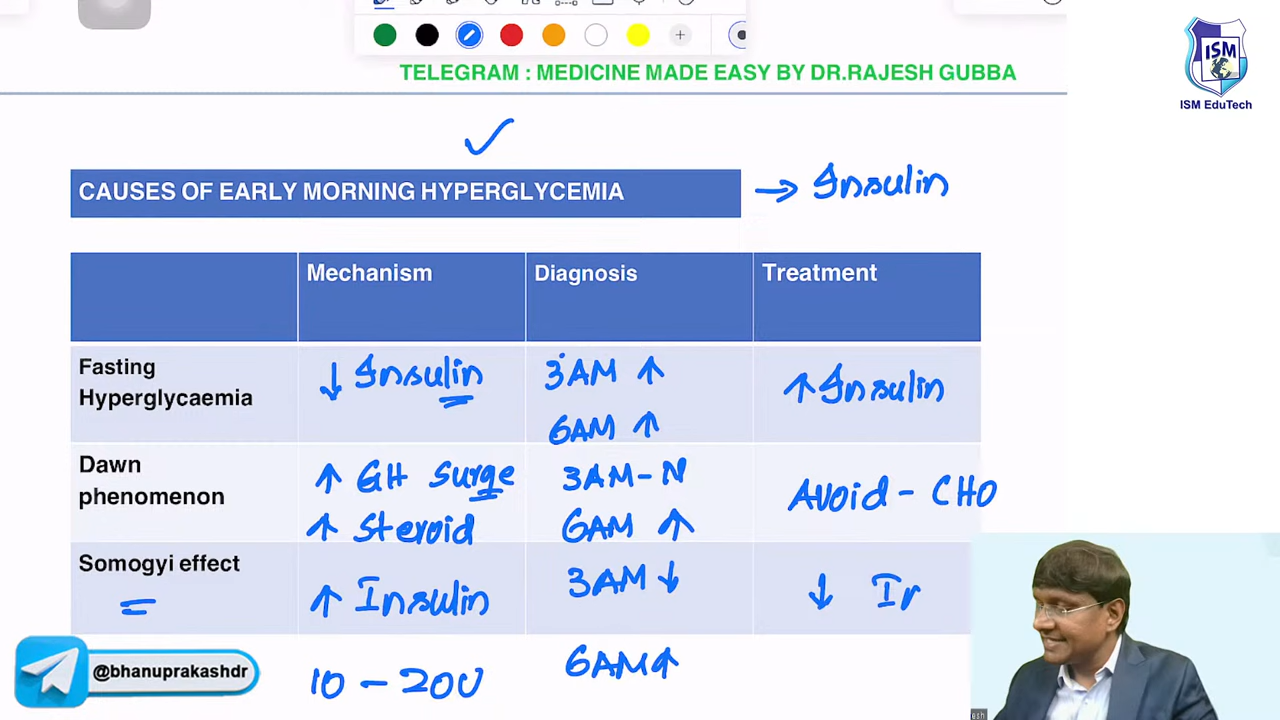 TELEGRAM : MEDICINE MADE EASY BY DR.RAJESH GUBBA
ISM
ISM EduTech
CAUSES OF EARLY MORNING HYPERGLYCEMIA → Insulin
Mechanism Diagnosis Treatment
Fasting Hyperglycaemia
↓ Insulin
3AM ↑
6AM ↑
↑ Insulin
Dawn phenomenon
↑ GH Surge
↑ Steroid
3AM - N
6AM ↑
Avoid - CHO
Somogyi effect
↑ Insulin
10 - 20U
3AM ↓
6AM ↑
↓ In
@bhanuprakashdr
esh